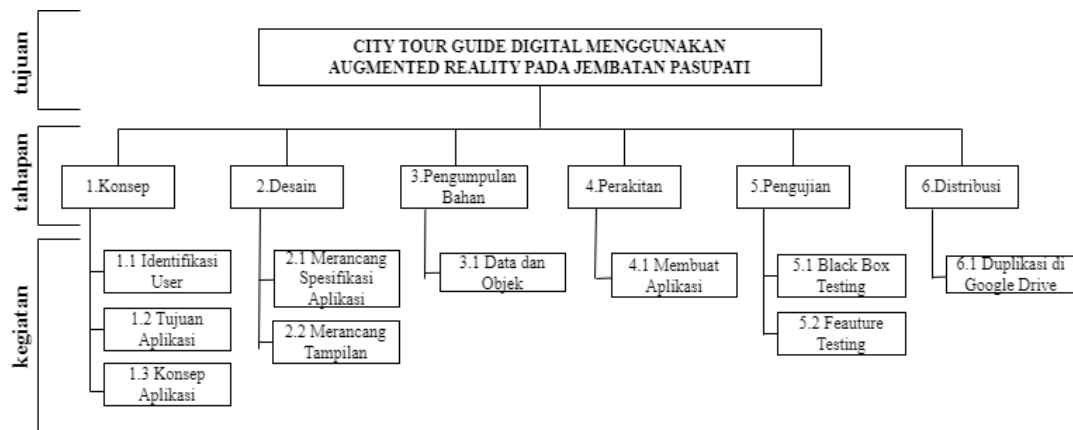 tujuan
CITY TOUR GUIDE DIGITAL MENGGUNAKAN
AUGMENTED REALITY PADA JEMBATAN PASUPATI
tahapan
1.Konsep
2.Desain
3.Pengumpulan
Bahan
4.Perakitan
5.Pengujian
6.Distribusi
kegiatan
1.1 Identifikasi
User
1.2 Tujuan
Aplikasi
1.3 Konsep
Aplikasi
2.1 Merancang
Spesifikasi
Aplikasi
2.2 Merancang
Tampilan
3.1 Data dan
Objek
4.1 Membuat
Aplikasi
5.1 Black Box
Testing
5.2 Feauture
Testing
6.1 Duplikasi di
Google Drive